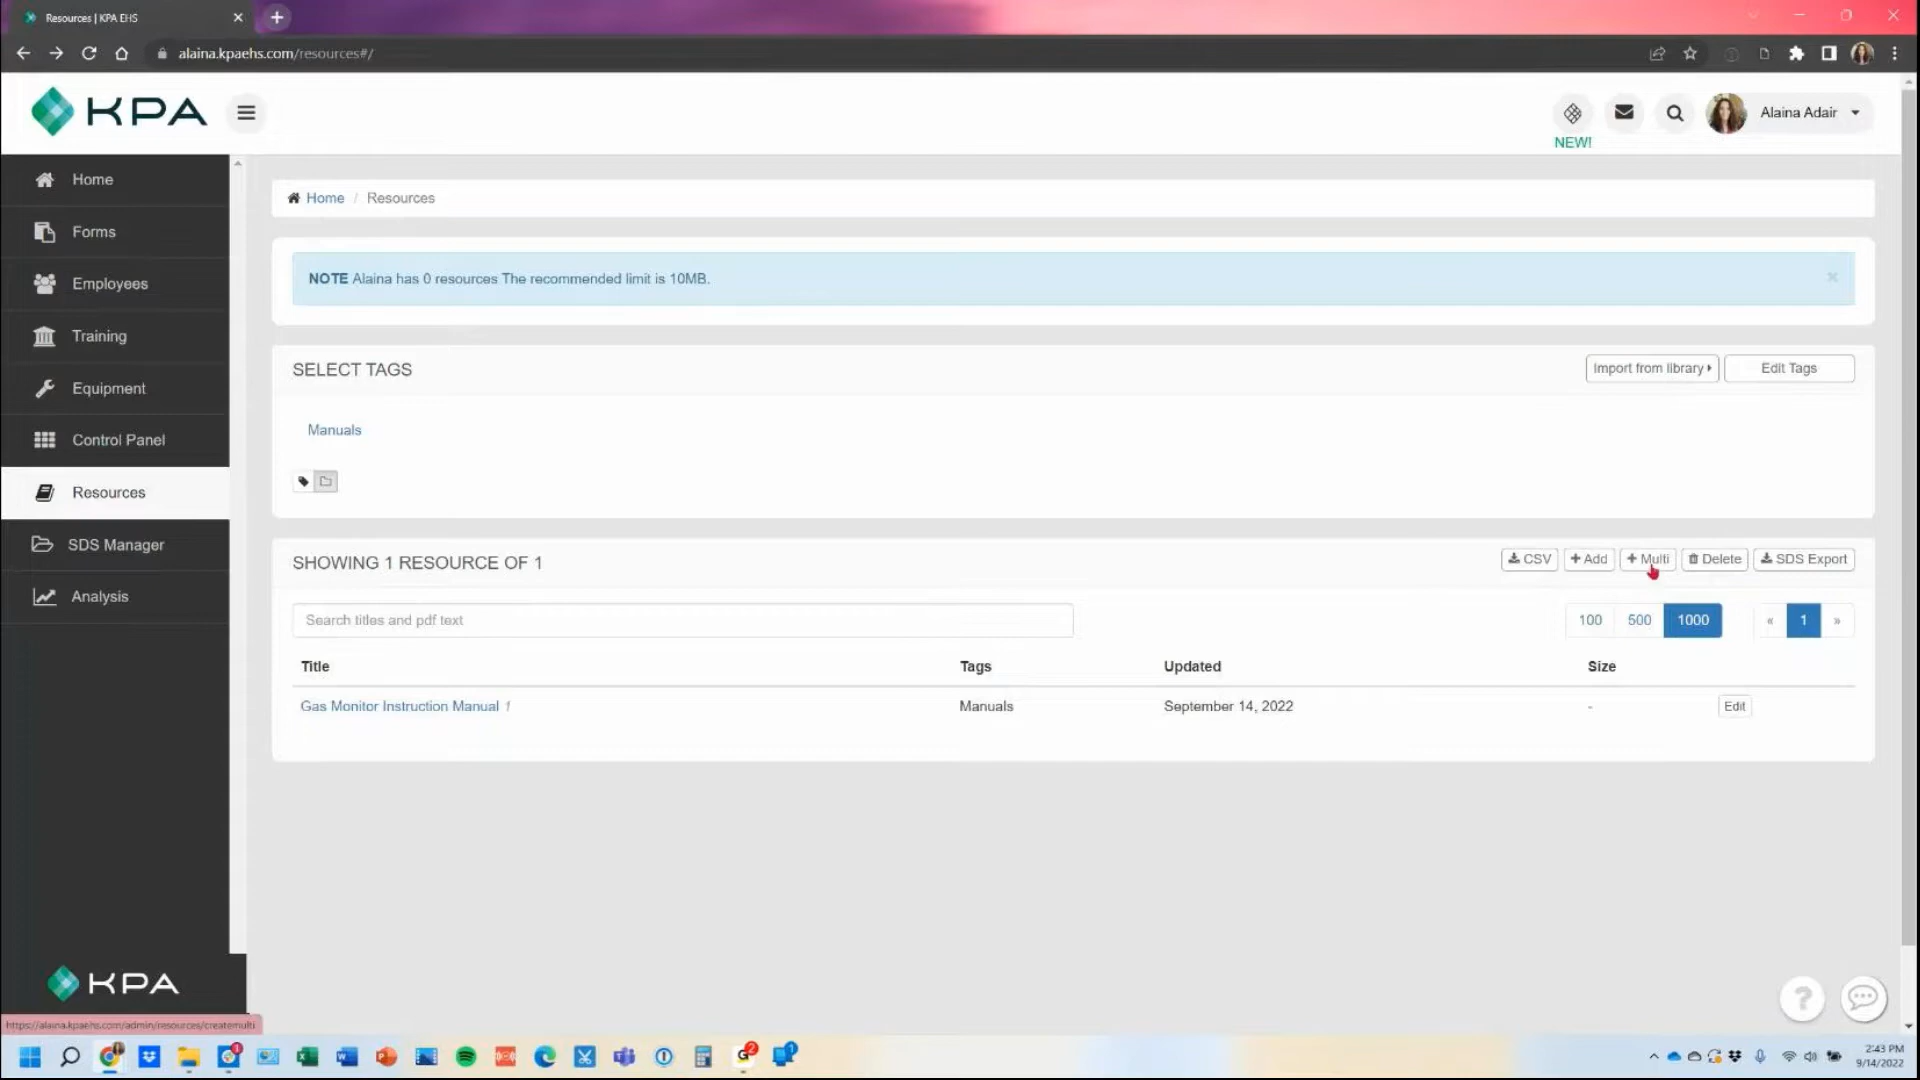 Resources | KPA EHS
alaina.kpaehs.com/resources#/
KPA
NEW!
Alaina Adair
Home
Forms
Employees
Training
Equipment
Control Panel
Resources
SDS Manager
Analysis
KPA
Home / Resources
NOTE Alaina has 0 resources The recommended limit is 10MB.
×
SELECT TAGS
Import from library
Edit Tags
Manuals
SHOWING 1 RESOURCE OF 1
CSV
+ Add
+ Multi
Delete
SDS Export
Search titles and pdf text
100 500 1000
« 1 »
Title Tags Updated Size
Gas Monitor Instruction Manual 1 Manuals September 14, 2022 - Edit
?
https://alaina.kpaehs.com/admin/resources/createmulti
1
2
1
2:43 PM
9/14/2022